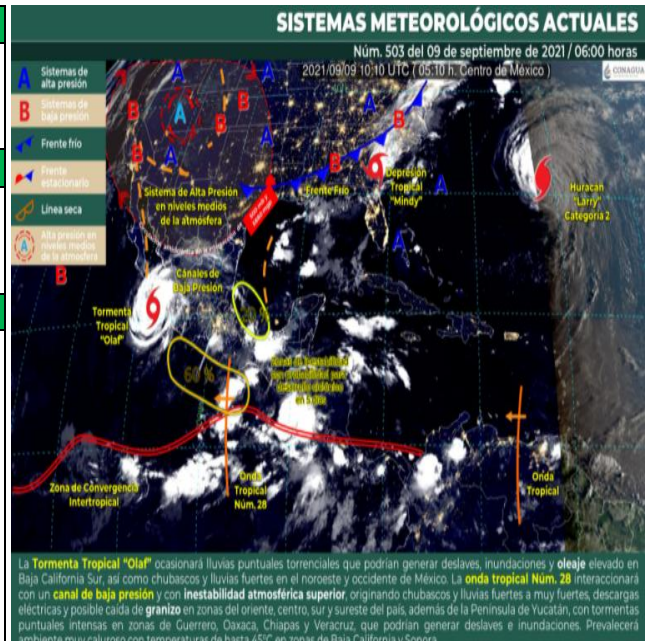 SISTEMAS METEOROLÓGICOS ACTUALES
Núm. 503 del 09 de septiembre de 2021 / 06:00 horas
2021/09/09 10:10 UTC ( 05:10 h. Centro de México )
CONAGUA
A Sistemas de
alta presión
B Sistemas de
baja presión
Frente frío
Frente
estacionario
Línea seca
A Alta presión en
niveles medios
de la atmósfera
A
A
A
B
B
B
A
A
B
B
B
A
A
B
Sistema de Alta Presión
en niveles medios
de la atmósfera
Frente Frío
Depresión
Tropical
"Mindy"
Huracán
"Larry"
Categoría 2
Canales de
Baja Presión
Tormenta
Tropical
"Olaf"
60 %
Zona de Convergencia
Intertropical
Onda
Tropical
Núm. 28
Onda
Tropical
La Tormenta Tropical "Olaf" ocasionará lluvias puntuales torrenciales que podrían generar deslaves, inundaciones y oleaje elevado en
Baja California Sur, así como chubascos y lluvias fuertes en el noroeste y occidente de México. La onda tropical Núm. 28 interaccionará
con un canal de baja presión y con inestabilidad atmosférica superior, originando chubascos y lluvias fuertes a muy fuertes, descargas
eléctricas y posible caída de granizo en zonas del oriente, centro, sur y sureste del país, además de la Península de Yucatán, con tormentas
puntuales intensas en zonas de Guerrero, Oaxaca, Chiapas y Veracruz, que podrían generar deslaves e inundaciones. Prevalecerá
ambiente muy caluroso con temperaturas de hasta 45°C en zonas de Baja California y Sonora.